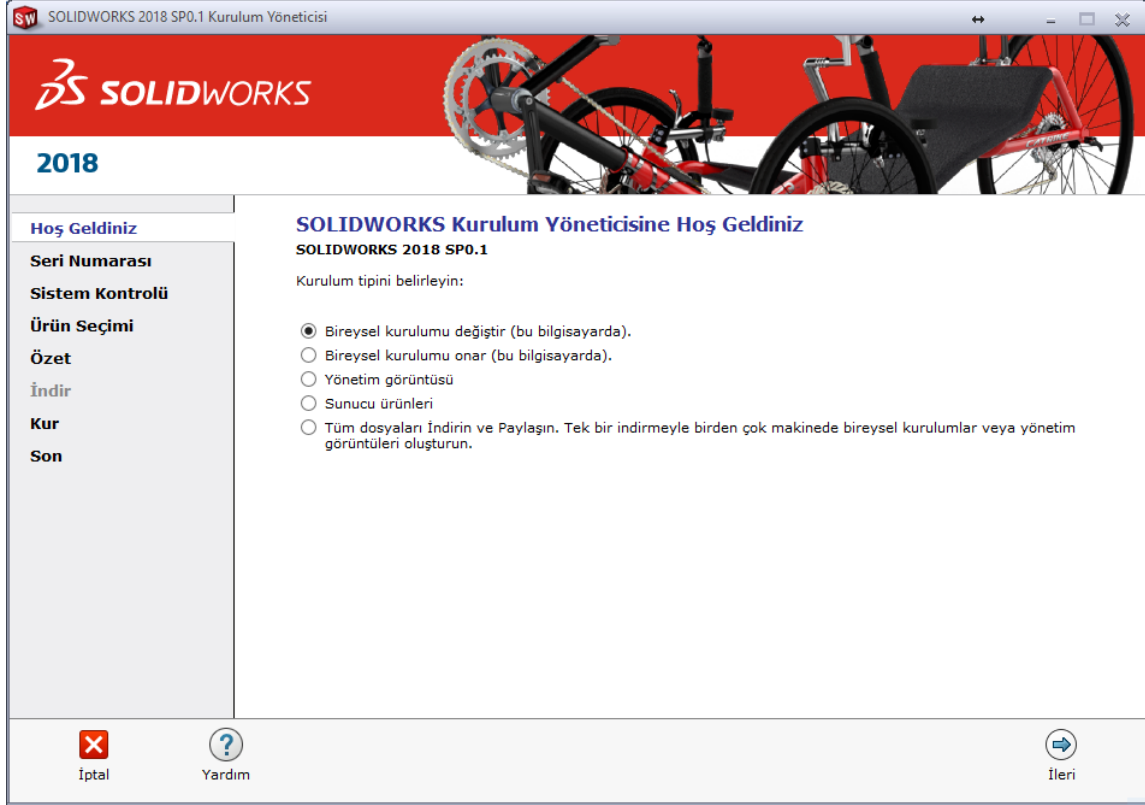 SW SOLIDWORKS 2018 SP0.1 Kurulum Yöneticisi
3S SOLIDWORKS
2018
CATRIKE
Hoş Geldiniz
Seri Numarası
Sistem Kontrolü
Ürün Seçimi
Özet
İndir
Kur
Son
SOLIDWORKS Kurulum Yöneticisine Hoş Geldiniz
SOLIDWORKS 2018 SP0.1
Kurulum tipini belirleyin:
Bireysel kurulumu değiştir (bu bilgisayarda).
Bireysel kurulumu onar (bu bilgisayarda).
Yönetim görüntüsü
Sunucu ürünleri
Tüm dosyaları İndirin ve Paylaşın. Tek bir indirmeyle birden çok makinede bireysel kurulumlar veya yönetim
görüntüleri oluşturun.
İptal
Yardım
İleri